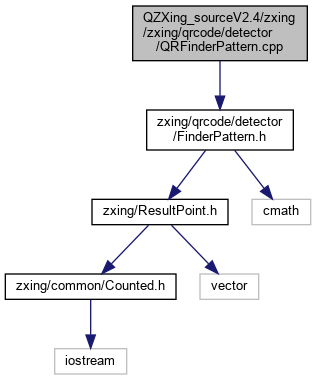 QZXing_sourceV2.4/zxing
/zxing/qrcode/detector
/QRFinderPattern.cpp
zxing/qrcode/detector
/FinderPattern.h
zxing/ResultPoint.h
cmath
zxing/common/Counted.h
vector
iostream